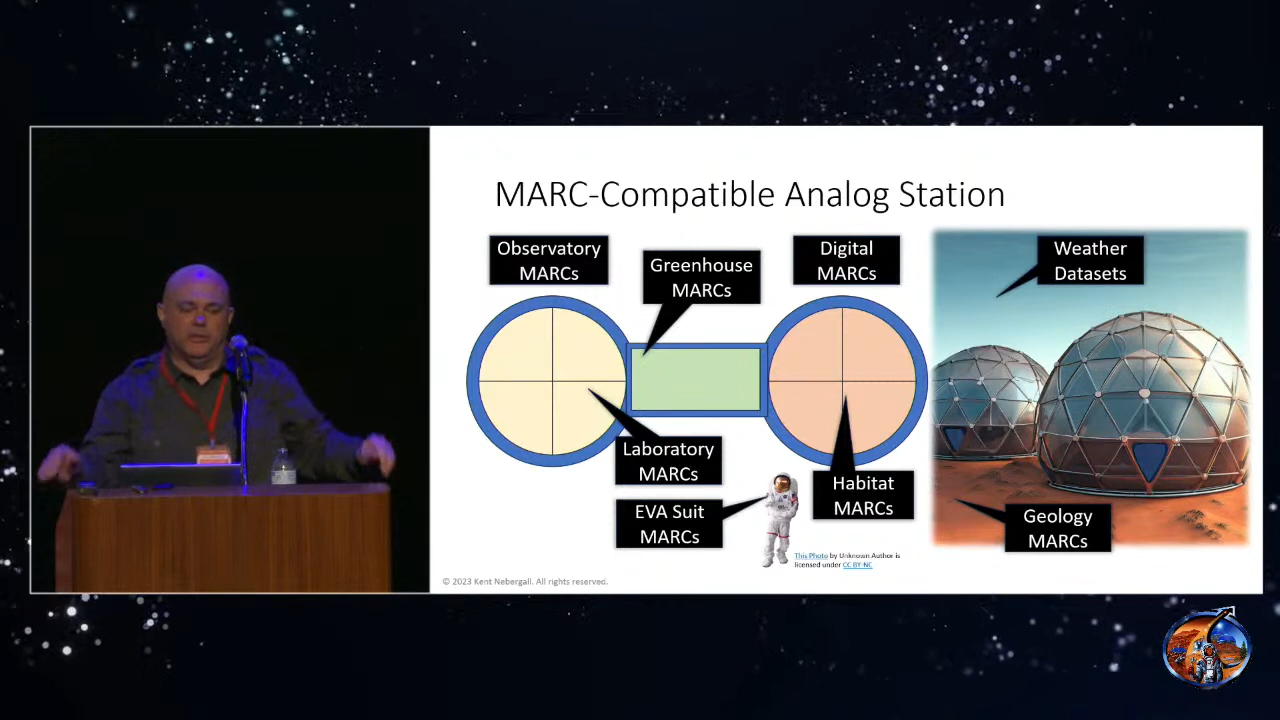 MARC-Compatible Analog Station
Observatory
MARCs
Greenhouse
MARCs
Digital
MARCs
Weather
Datasets
Laboratory
MARCs
EVA Suit
MARCs
Habitat
MARCs
Geology
MARCs
This Photo by Unknown Author is
licensed under CC BY-NC
© 2023 Kent Nebergall. All rights reserved.